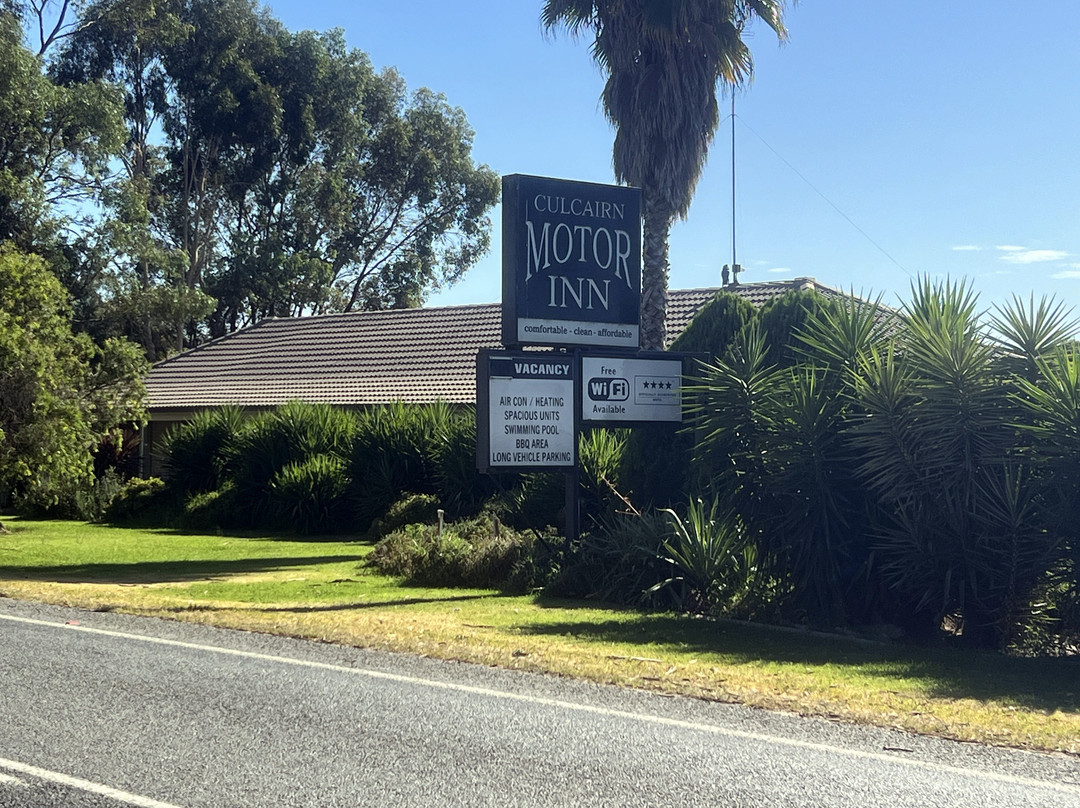 CULCAIRN
MOTOR
INN
comfortable - clean - affordable
VACANCY
AIR CON / HEATING
SPACIOUS UNITS
SWIMMING POOL
BBQ AREA
LONG VEHICLE PARKING
Free
WiFi
Available
★★★★